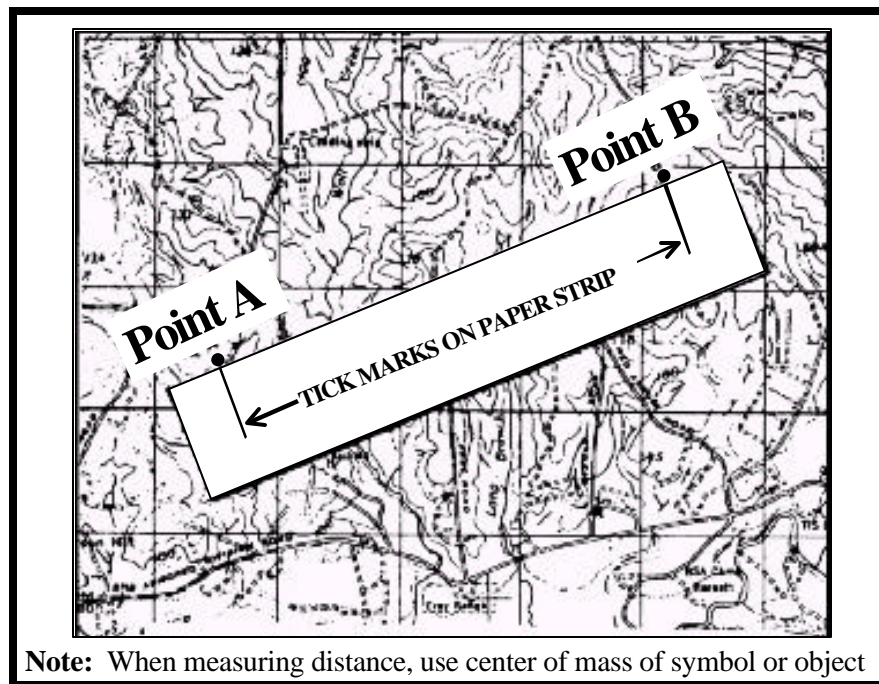 Point B
Point A
TICK MARKS ON PAPER STRIP
Note: When measuring distance, use center of mass of symbol or object